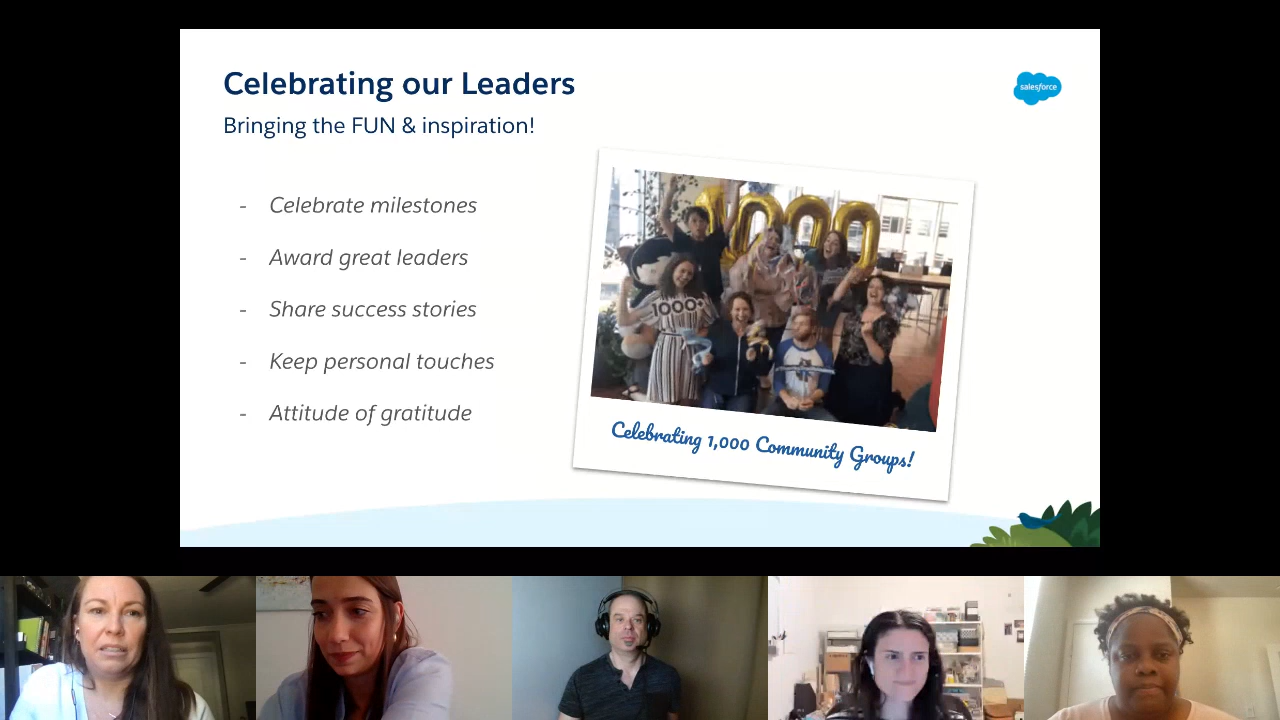 Celebrating our Leaders
salesforce
Bringing the FUN & inspiration!
- Celebrate milestones
- Award great leaders
- Share success stories
- Keep personal touches
- Attitude of gratitude
1000
1000+
Celebrating 1,000 Community Groups!